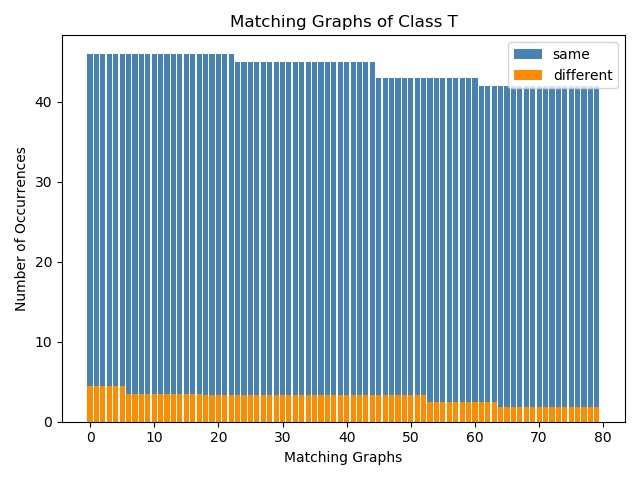 Matching Graphs of Class T
same
different
Number of Occurrences
40
30
20
10
0
0 10 20 30 40 50 60 70 80
Matching Graphs